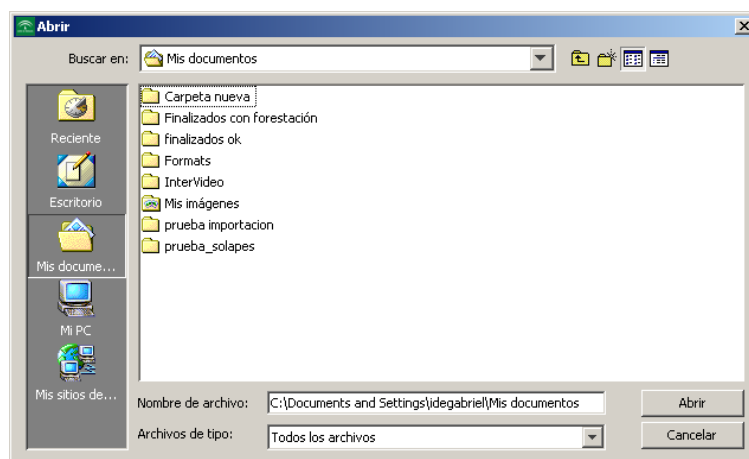 Abrir
Buscar en: Mis documentos
Reciente
Escritorio
Mis docume...
Mi PC
Mis sitios de...
Carpeta nueva
Finalizados con forestación
finalizados ok
Formats
InterVideo
Mis imágenes
prueba importacion
prueba_solapes
Nombre de archivo: C:\Documents and Settings\idegabriel\Mis documentos Abrir
Archivos de tipo: Todos los archivos Cancelar